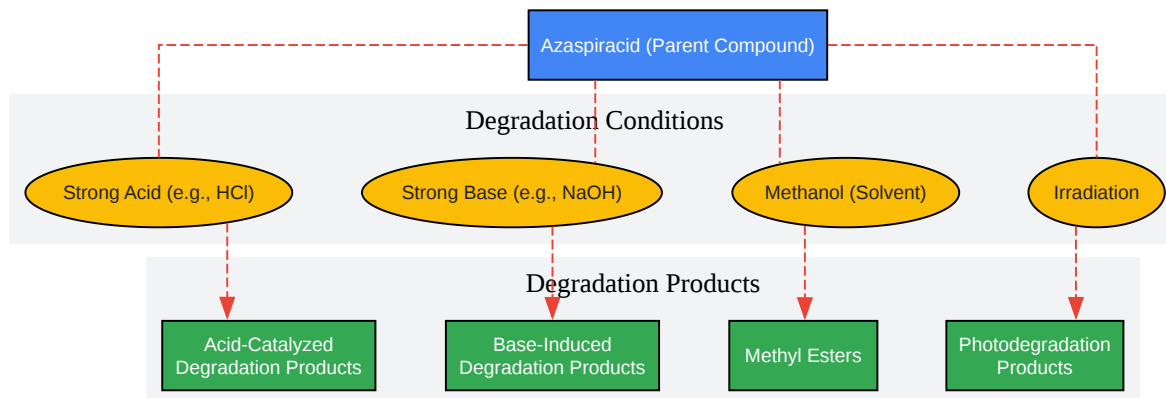 Azaspiracid (Parent Compound)
Degradation Conditions
Strong Acid (e.g., HCl)
Strong Base (e.g., NaOH)
Methanol (Solvent)
Irradiation
Degradation Products
Acid-Catalyzed
Degradation Products
Base-Induced
Degradation Products
Methyl Esters
Photodegradation
Products